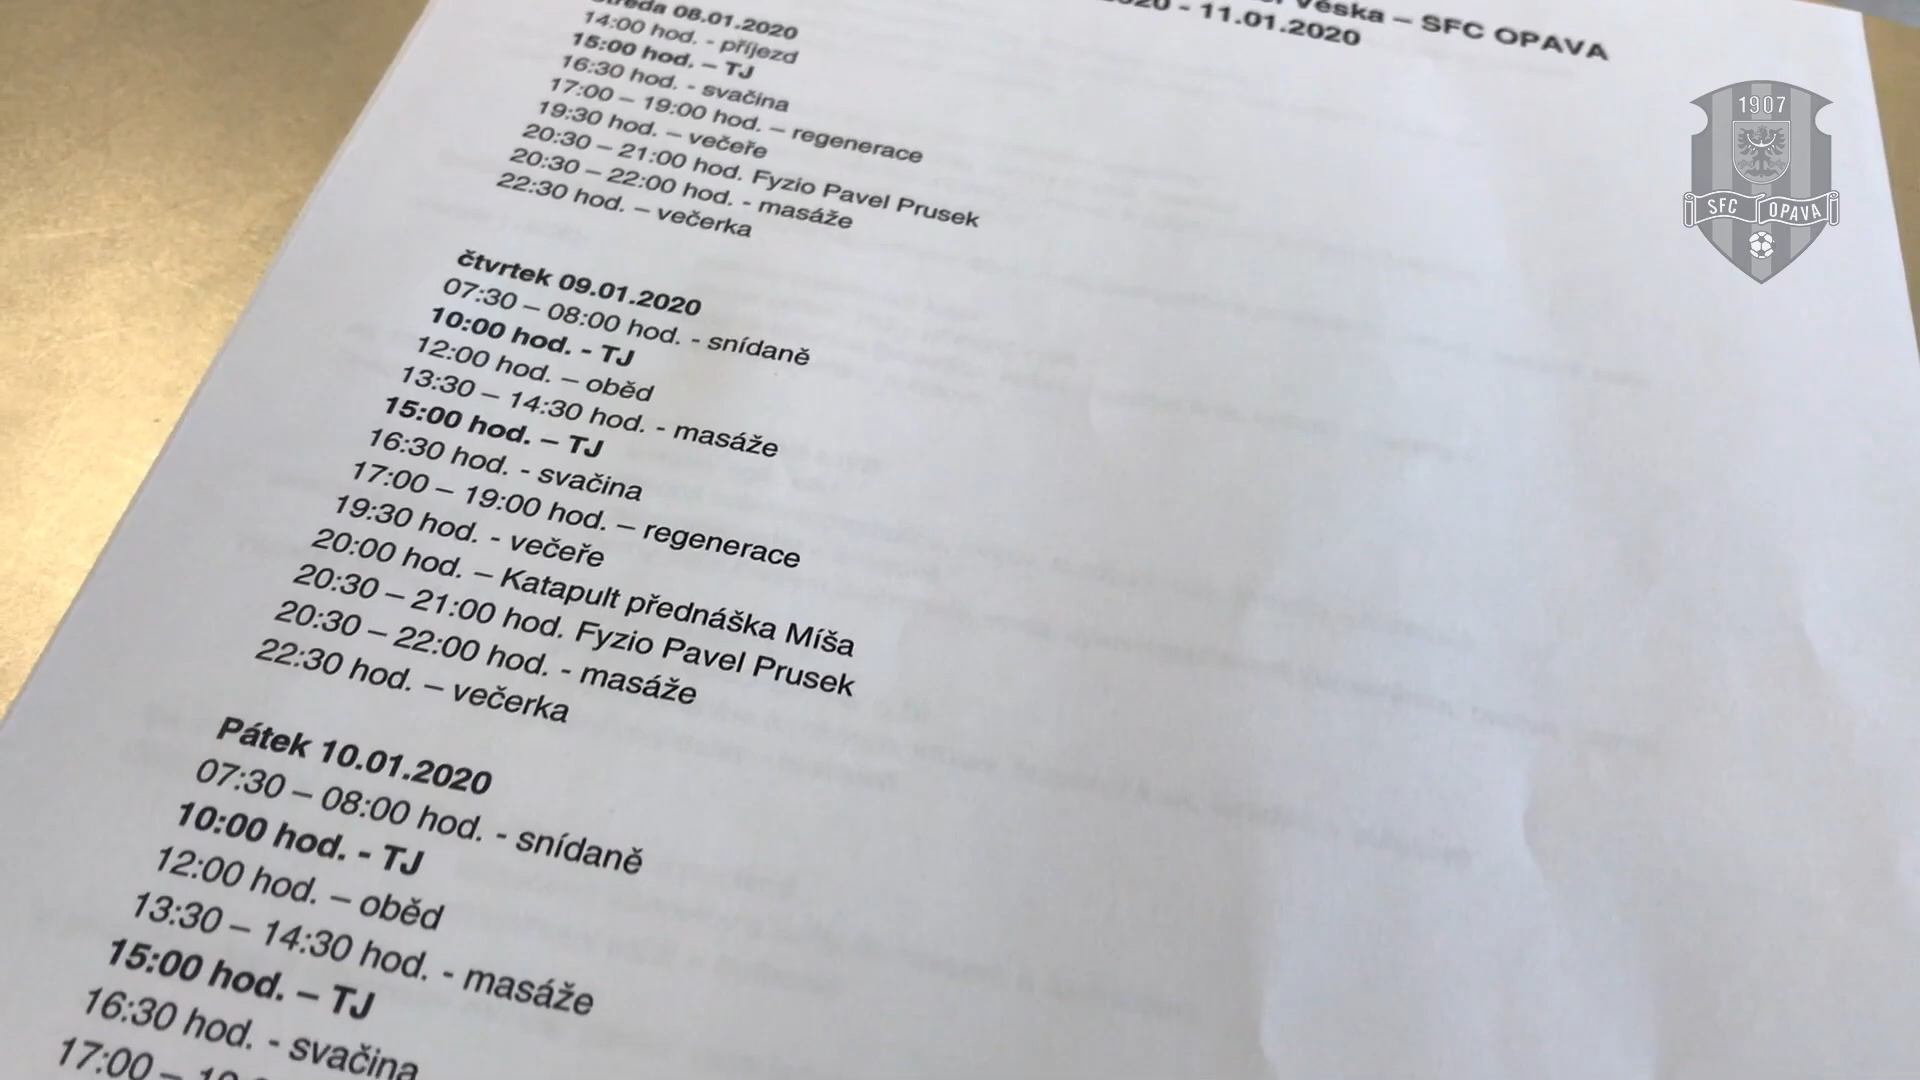 Véska – SFC OPAVA
- 11.01.2020
Středa 08.01.2020
14:00 hod. - příjezd
15:00 hod. – TJ
16:30 hod. - svačina
17:00 – 19:00 hod. – regenerace
19:30 hod. – večeře
20:30 – 21:00 hod. Fyzio Pavel Prusek
20:30 – 22:00 hod. - masáže
22:30 hod. – večerka
čtvrtek 09.01.2020
07:30 – 08:00 hod. - snídaně
10:00 hod. - TJ
12:00 hod. – oběd
13:30 – 14:30 hod. - masáže
15:00 hod. – TJ
16:30 hod. - svačina
17:00 – 19:00 hod. – regenerace
19:30 hod. - večeře
20:00 hod. – Katapult přednáška Míša
20:30 – 21:00 hod. Fyzio Pavel Prusek
20:30 – 22:00 hod. - masáže
22:30 hod. – večerka
Pátek 10.01.2020
07:30 – 08:00 hod. - snídaně
10:00 hod. - TJ
12:00 hod. – oběd
13:30 – 14:30 hod. - masáže
15:00 hod. – TJ
16:30 hod. - svačina
17:00 –
1907
SFC OPAVA